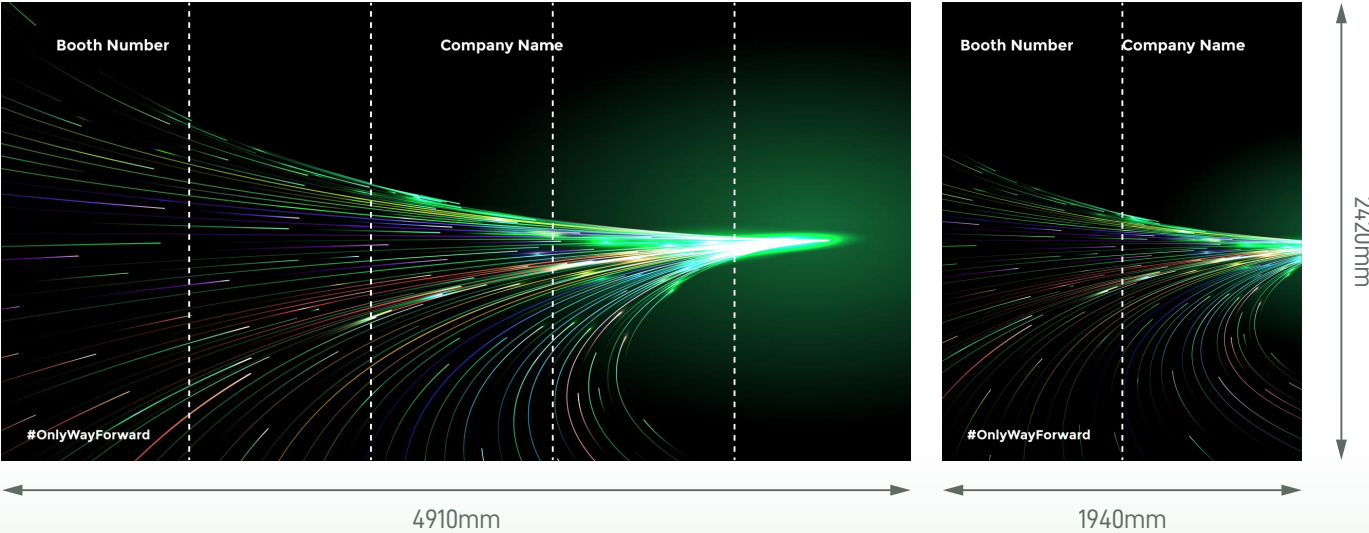 Booth Number
Company Name
#OnlyWayForward
4910mm
Booth Number
Company Name
#OnlyWayForward
1940mm
2420mm